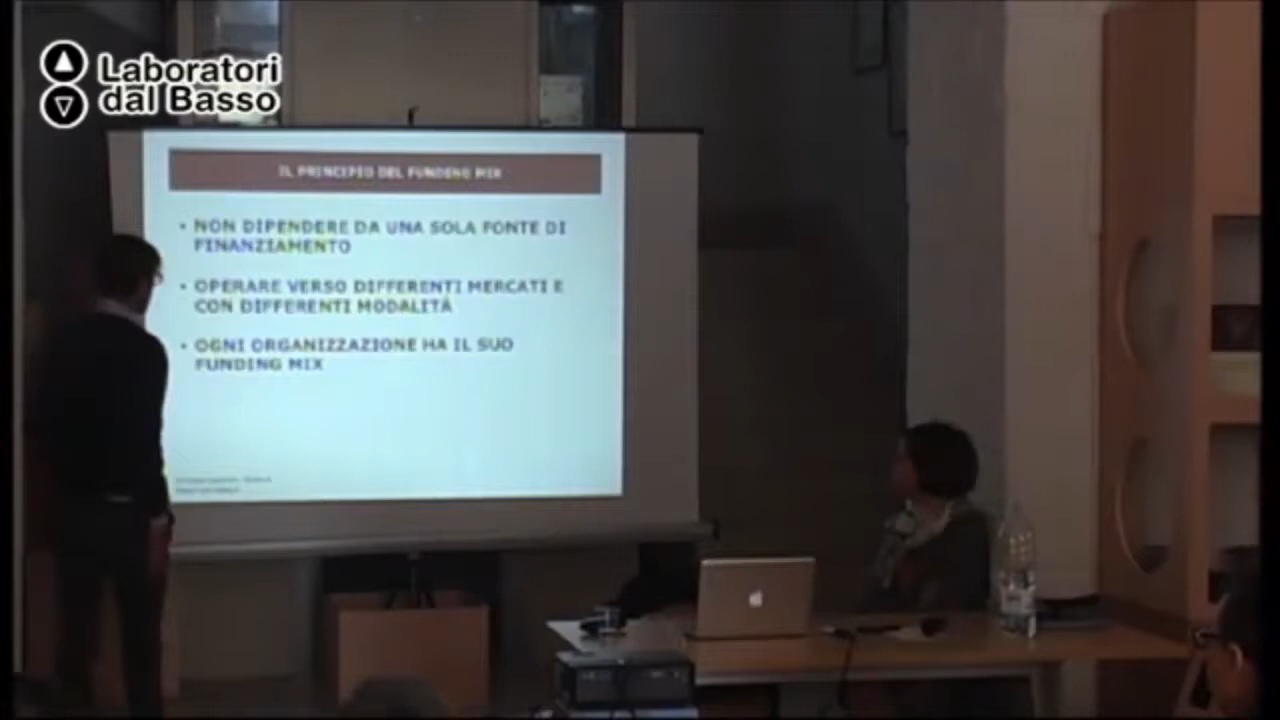 Laboratori
dal Basso
IL PRINCIPIO DEL FUNDING MIX
• NON DIPENDERE DA UNA SOLA FONTE DI
FINANZIAMENTO
• OPERARE VERSO DIFFERENTI MERCATI E
CON DIFFERENTI MODALITÀ
• OGNI ORGANIZZAZIONE HA IL SUO
FUNDING MIX